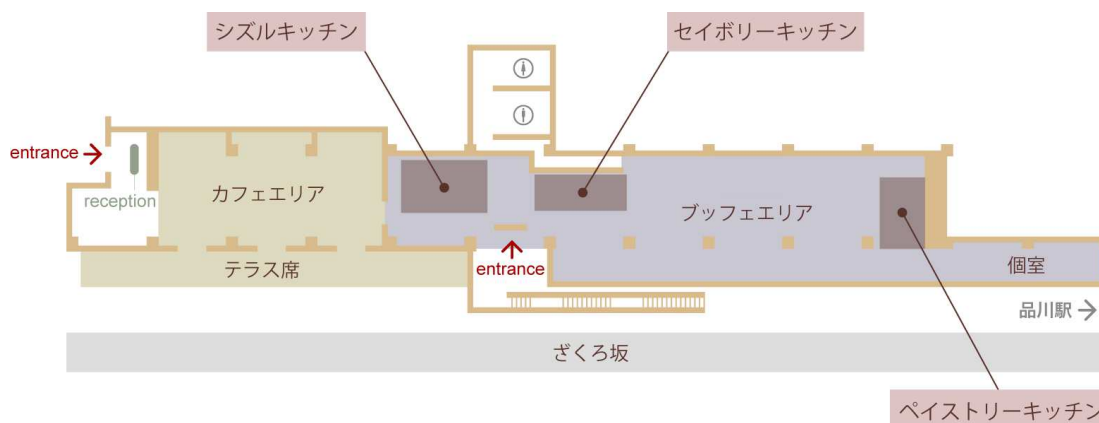 シズルキッチン
セイボリーキッチン
entrance
reception
カフェエリア
ブッフェエリア
テラス席
entrance
個室
品川駅
ざくろ坂
ペイストリーキッチン